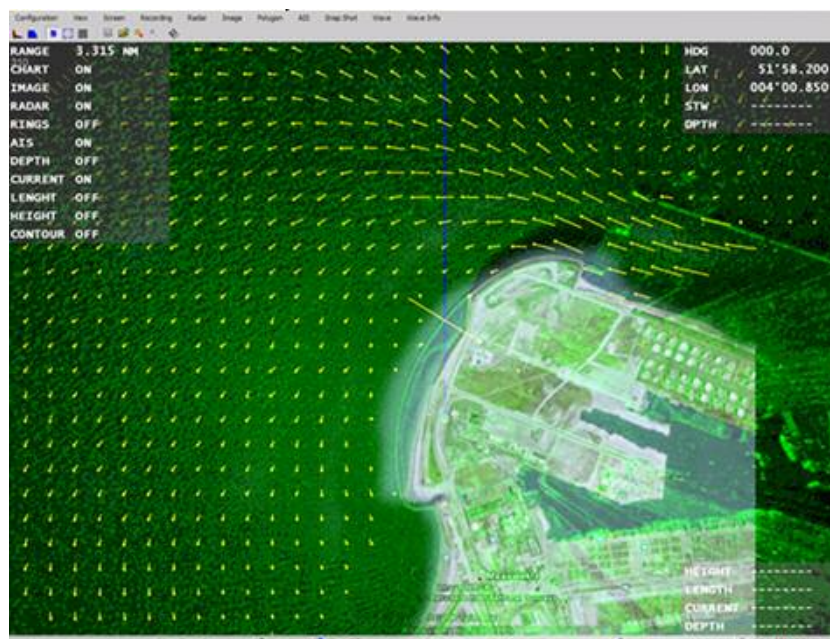 Configuration View Screen Recording Radar Image Polygon AIS Snap Shot Wave Wave Info
RANGE 3.315 NM
CHART ON
IMAGE ON
RADAR ON
RINGS OFF
AIS ON
DEPTH OFF
CURRENT ON
LENGHT OFF
HEIGHT OFF
CONTOUR OFF
HDG 000.0
LAT 51°58.200
LON 004°00.850
STW --------
DPTH --------
HEIGHT --------
LENGTH --------
CURRENT --------
DEPTH --------